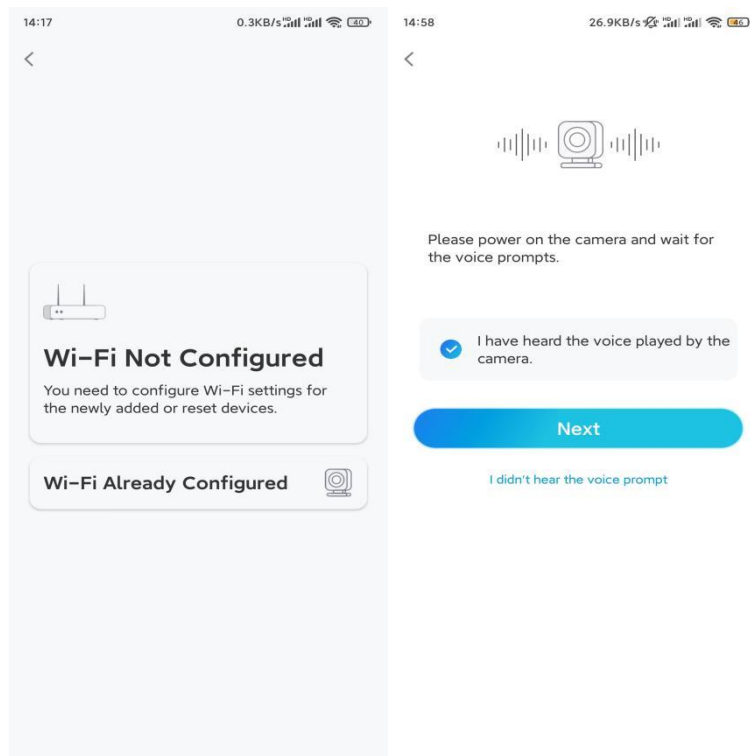 14:17
0.3KB/s
40
Wi-Fi Not Configured
You need to configure Wi-Fi settings for
the newly added or reset devices.
Wi-Fi Already Configured
14:58
26.9KB/s
46
Please power on the camera and wait for
the voice prompts.
I have heard the voice played by the
camera.
Next
I didn't hear the voice prompt